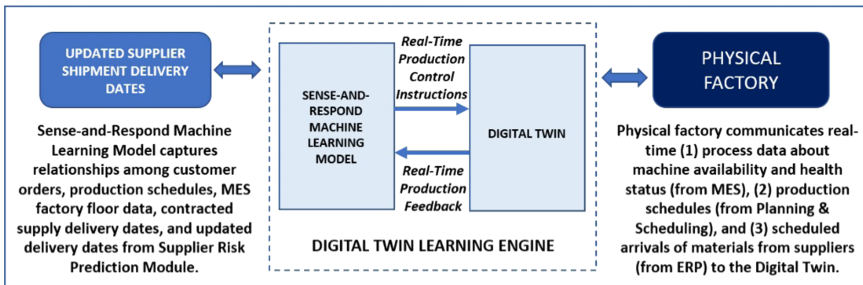 UPDATED SUPPLIER
SHIPMENT DELIVERY
DATES
Sense-and-Respond Machine
Learning Model captures
relationships among customer
orders, production schedules, MES
factory floor data, contracted
supply delivery dates, and updated
delivery dates from Supplier Risk
Prediction Module.
SENSE-AND-
RESPOND
MACHINE
LEARNING
MODEL
Real-Time
Production
Control
Instructions
Real-Time
Production
Feedback
DIGITAL TWIN
DIGITAL TWIN LEARNING ENGINE
PHYSICAL
FACTORY
Physical factory communicates real-
time (1) process data about
machine availability and health
status (from MES), (2) production
schedules (from Planning &
Scheduling), and (3) scheduled
arrivals of materials from suppliers
(from ERP) to the Digital Twin.